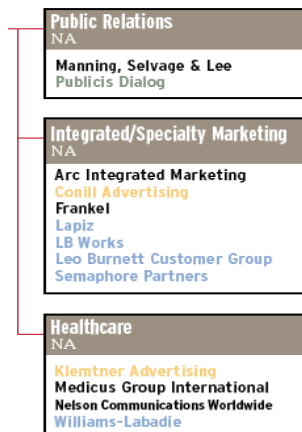 Public Relations
NA
Manning, Selvage & Lee
Publicis Dialog
Integrated/Specialty Marketing
NA
Arc Integrated Marketing
Conill Advertising
Frankel
Lapiz
LB Works
Leo Burnett Customer Group
Semaphore Partners
Healthcare
NA
Klemtner Advertising
Medicus Group International
Nelson Communications Worldwide
Williams-Labadie